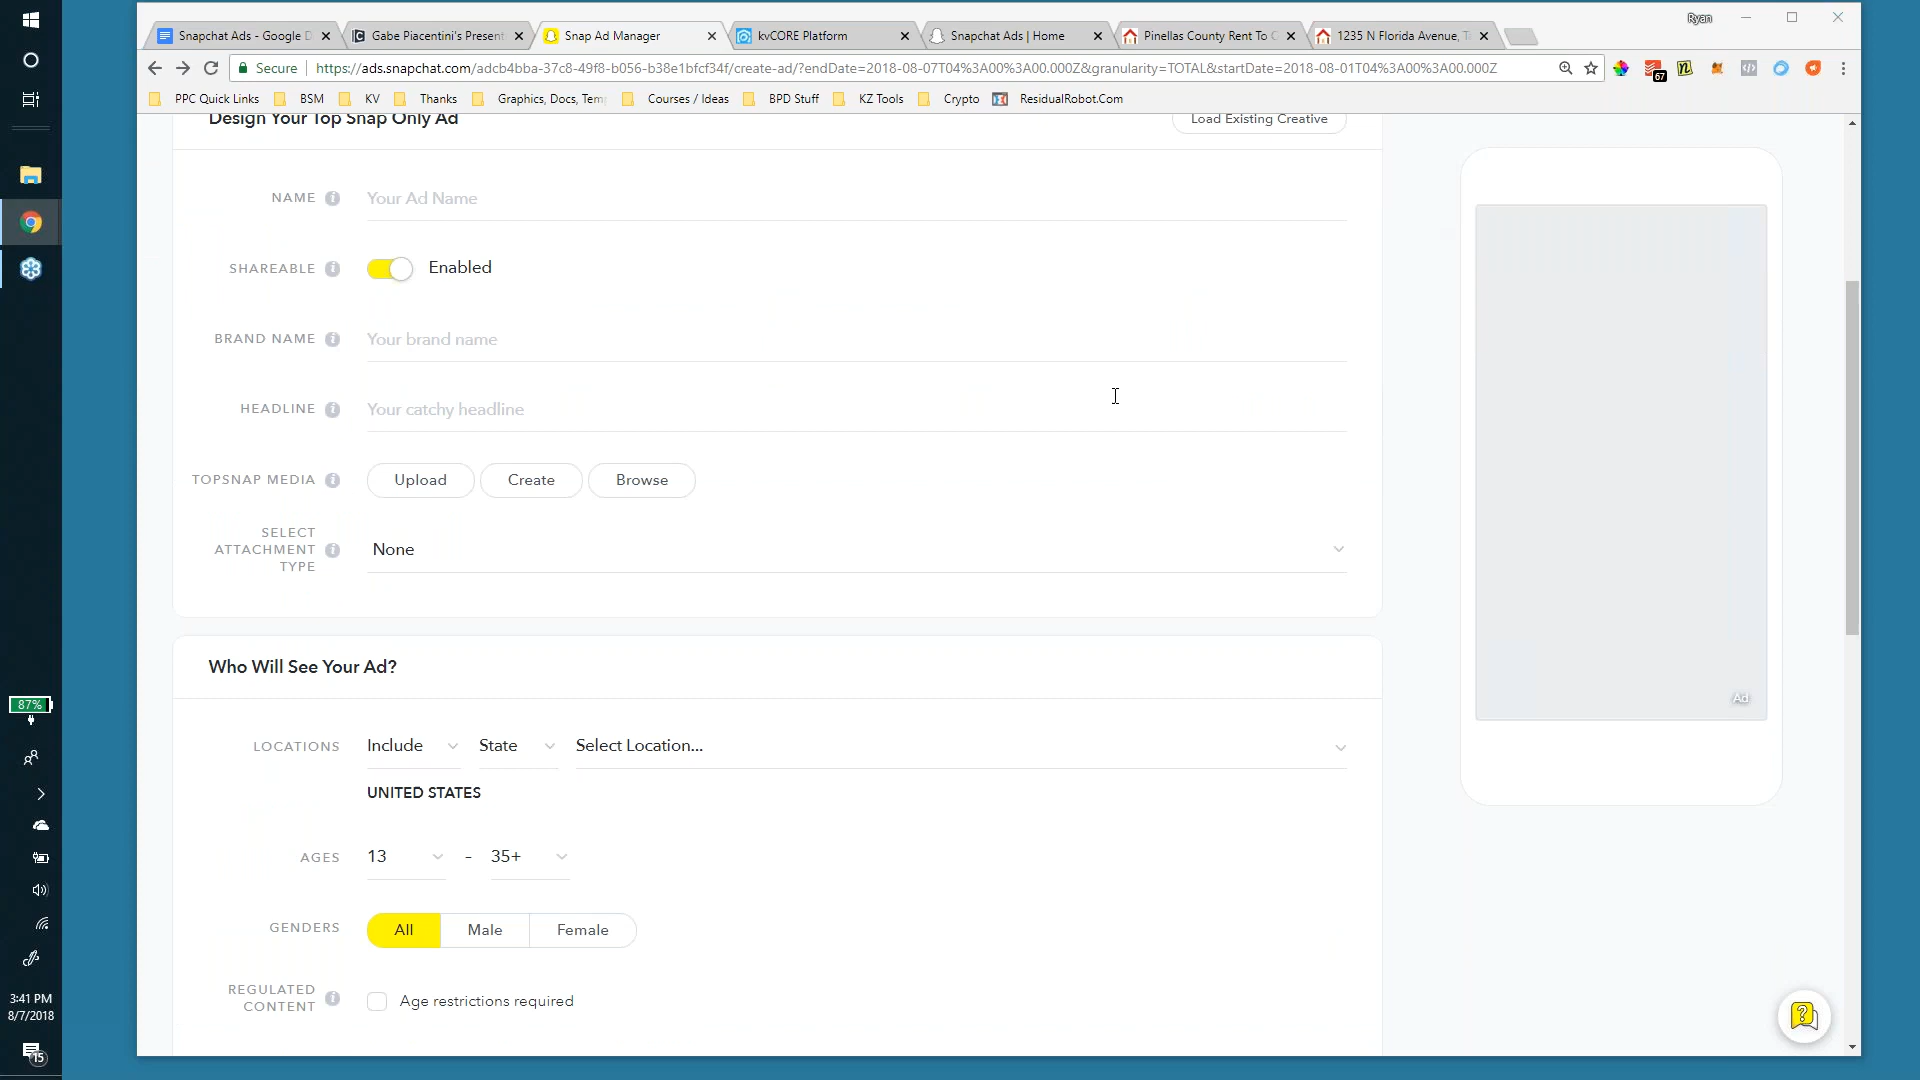 Ryan
Snapchat Ads - Google D
Gabe Piacentini's Present
Snap Ad Manager
kvCORE Platform
Snapchat Ads | Home
Pinellas County Rent To
1235 N Florida Avenue,
Secure
https://ads.snapchat.com/adcb4bba-37c8-49f8-b056-b38e1bfcf34f/create-ad/?endDate=2018-08-07T04%3A00%3A00.000Z&granularity=TOTAL&startDate=2018-08-01T04%3A00%3A00.000Z
67
PPC Quick Links
BSM
KV
Thanks
Graphics, Docs, Temp
Courses / Ideas
BPD Stuff
KZ Tools
Crypto
ResidualRobot.Com
Design Your Top Snap Only Ad
Load Existing Creative
NAME
Your Ad Name
SHAREABLE
Enabled
BRAND NAME
Your brand name
HEADLINE
Your catchy headline
TOPSNAP MEDIA
Upload
Create
Browse
SELECT
ATTACHMENT
TYPE
None
Ad
Who Will See Your Ad?
LOCATIONS
Include
State
Select Location...
UNITED STATES
AGES
13
-
35+
GENDERS
All
Male
Female
REGULATED
CONTENT
Age restrictions required
87%
3:41 PM
8/7/2018
15